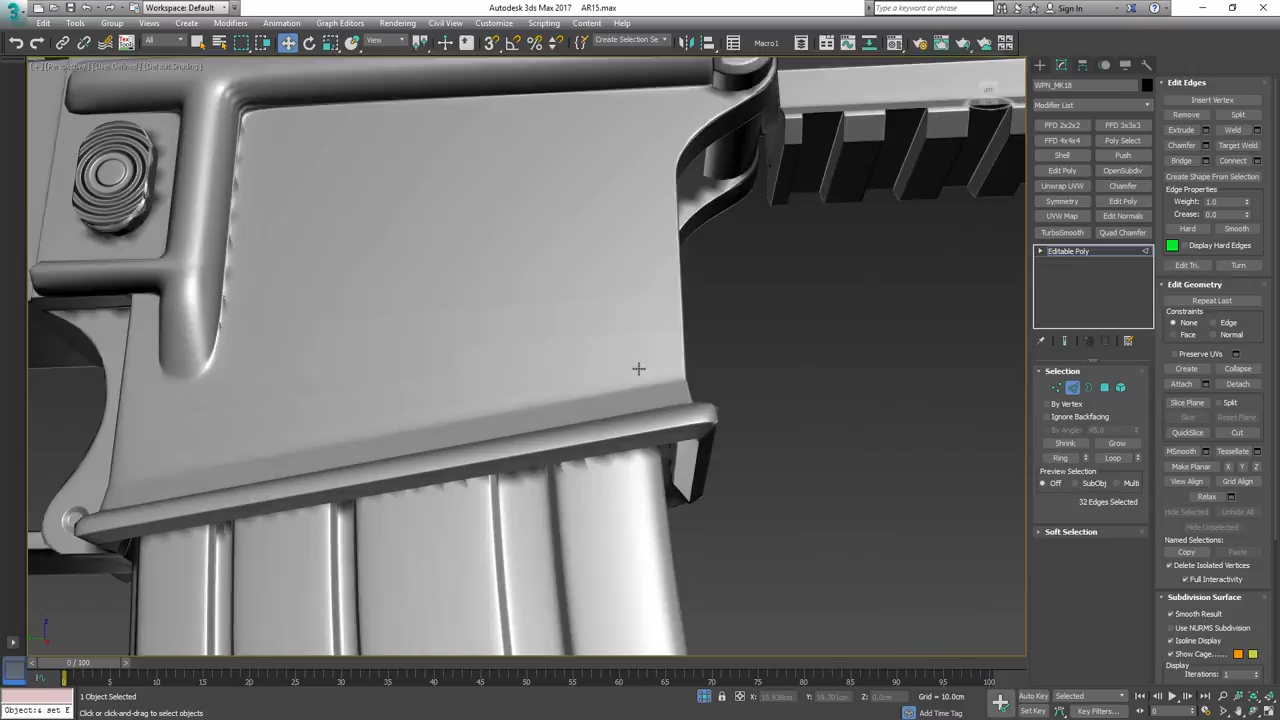 Workspace: Default
Autodesk 3ds Max 2017
AR15.max
Type a keyword or phrase
Sign In
Edit
Tools
Group
Views
Create
Modifiers
Animation
Graph Editors
Rendering
Civil View
Customize
Scripting
Content
Help
All
View
Create Selection Se
Macro1
[+] [Perspective] [User Defined] [Default Shading]
WPN_MK18
Modifier List
FFD 2x2x2
FFD 3x3x3
FFD 4x4x4
Poly Select
Shell
Push
Edit Poly
OpenSubdiv
Unwrap UVW
Chamfer
Symmetry
Edit Poly
UVW Map
Edit Normals
TurboSmooth
Quad Chamfer
Editable Poly
Selection
By Vertex
Ignore Backfacing
By Angle: 45.0
Shrink
Grow
Ring
Loop
Preview Selection
Off
SubObj
Multi
32 Edges Selected
Soft Selection
Edit Edges
Insert Vertex
Remove
Split
Extrude
Weld
Chamfer
Target Weld
Bridge
Connect
Create Shape From Selection
Edge Properties
Weight: 1.0
Crease: 0.0
Hard
Smooth
Display Hard Edges
Edit Tri.
Turn
Edit Geometry
Repeat Last
Constraints
None
Edge
Face
Normal
Preserve UVs
Create
Collapse
Attach
Detach
Slice Plane
Split
Slice
Reset Plane
QuickSlice
Cut
MSmooth
Tessellate
Make Planar
X
Y
Z
View Align
Grid Align
Relax
Hide Selected
Unhide All
Hide Unselected
Named Selections:
Copy
Paste
Delete Isolated Vertices
Full Interactivity
Subdivision Surface
Smooth Result
Use NURMS Subdivision
Isoline Display
Show Cage......
Display
Iterations: 1
0 / 100
0
5
10
15
20
25
30
35
40
45
50
55
60
65
70
75
80
85
90
95
100
1 Object Selected
X: 15.938cm
Y: 19.701cm
Z: 0.0cm
Grid = 10.0cm
Auto Key
Selected
Object:& set E
Click or click-and-drag to select objects
Add Time Tag
Set Key
Key Filters...
0